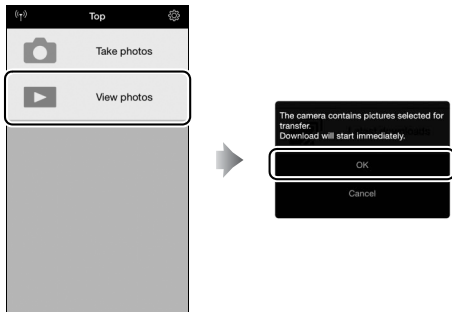 Top
Take photos
View photos
The camera contains pictures selected for
transfer.
Download will start immediately.
OK
Cancel